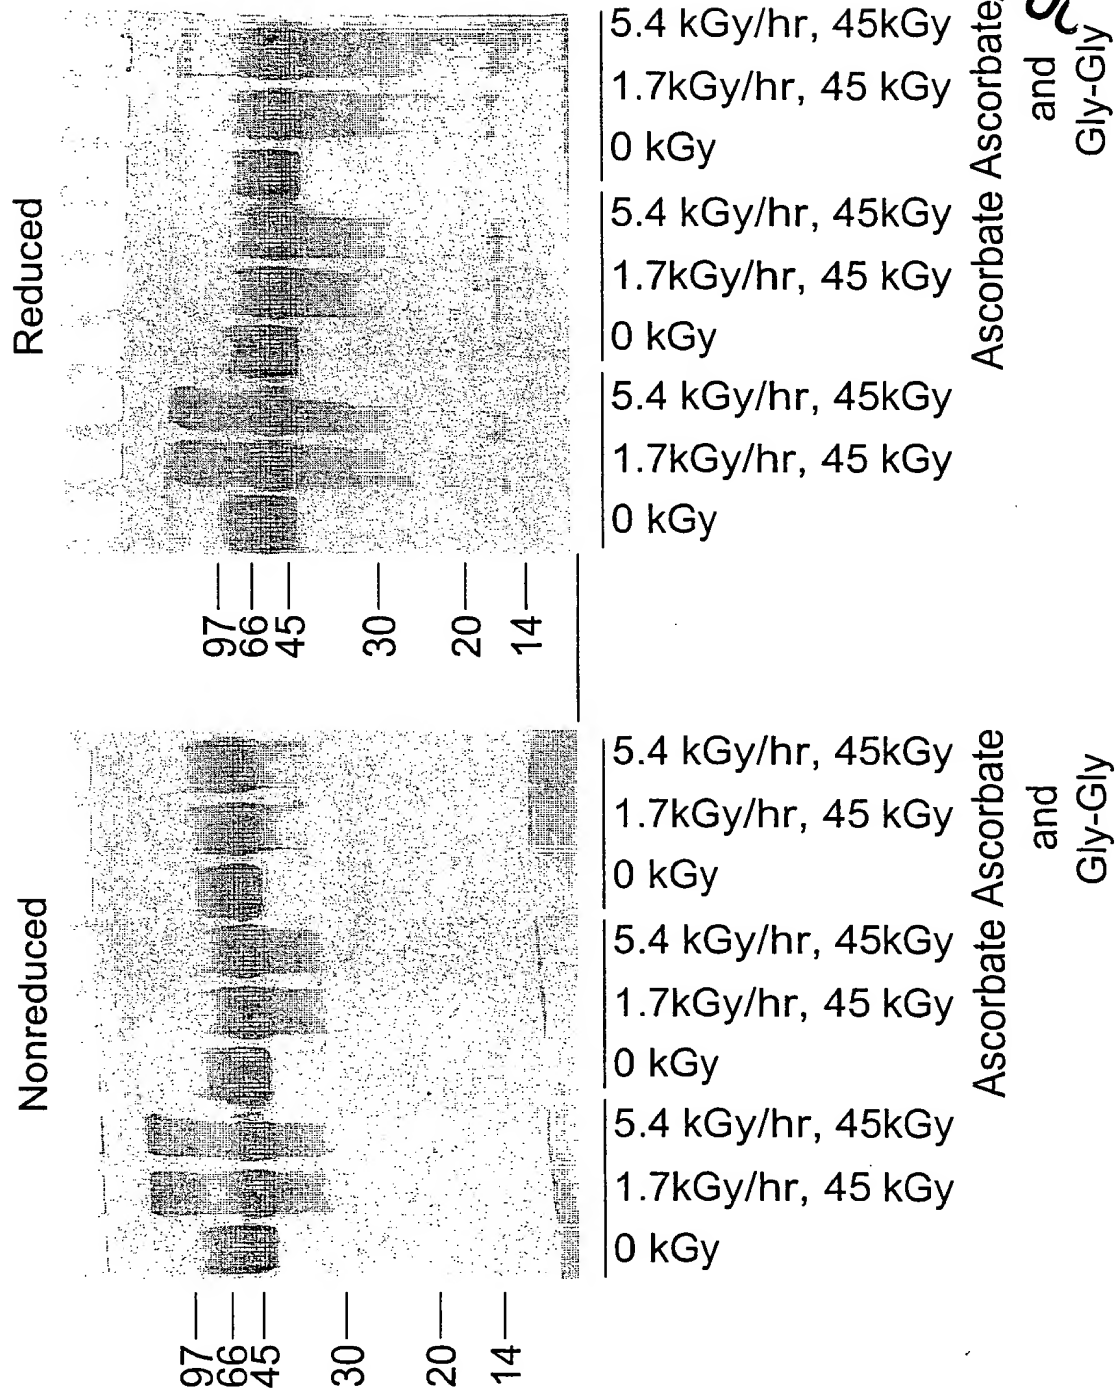 Reduced
97
66
45
30
20
14
5.4 kGy/hr, 45kGy
1.7kGy/hr, 45 kGy
0 kGy
5.4 kGy/hr, 45kGy
1.7kGy/hr, 45 kGy
0 kGy
5.4 kGy/hr, 45kGy
1.7kGy/hr, 45 kGy
0 kGy
Ascorbate
Ascorbate
and
Gly-Gly
Nonreduced
97
66
45
30
20
14
5.4 kGy/hr, 45kGy
1.7kGy/hr, 45 kGy
0 kGy
5.4 kGy/hr, 45kGy
1.7kGy/hr, 45 kGy
0 kGy
5.4 kGy/hr, 45kGy
1.7kGy/hr, 45 kGy
0 kGy
Ascorbate
Ascorbate
and
Gly-Gly